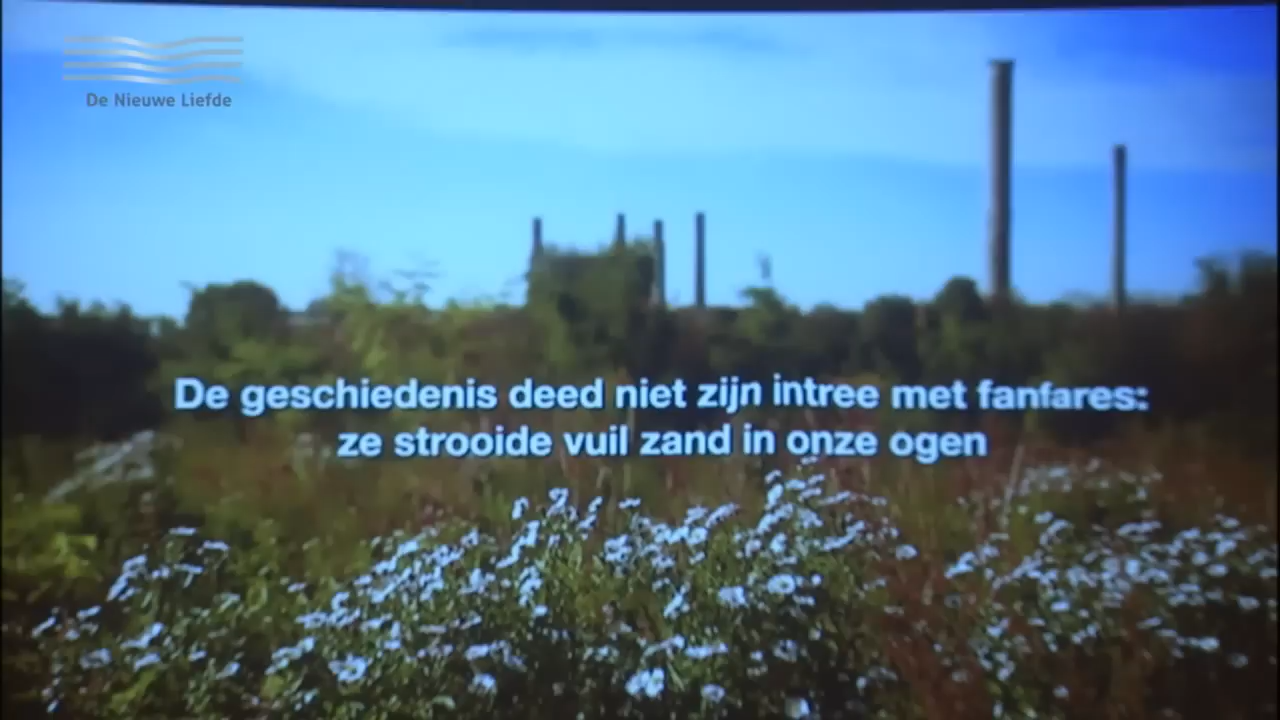 De Nieuwe Liefde
De geschiedenis deed niet zijn intree met fanfares:
ze strooide vuil zand in onze ogen